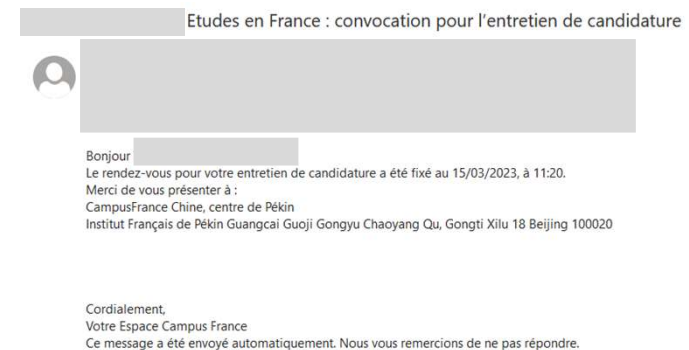 Etudes en France : convocation pour l'entretien de candidature
Bonjour
Le rendez-vous pour votre entretien de candidature a été fixé au 15/03/2023, à 11:20.
Merci de vous présenter à :
CampusFrance Chine, centre de Pékin
Institut Français de Pékin Guangcai Guoji Gongyu Chaoyang Qu, Gongti Xilu 18 Beijing 100020
Cordialement,
Votre Espace Campus France
Ce message a été envoyé automatiquement. Nous vous remercions de ne pas répondre.